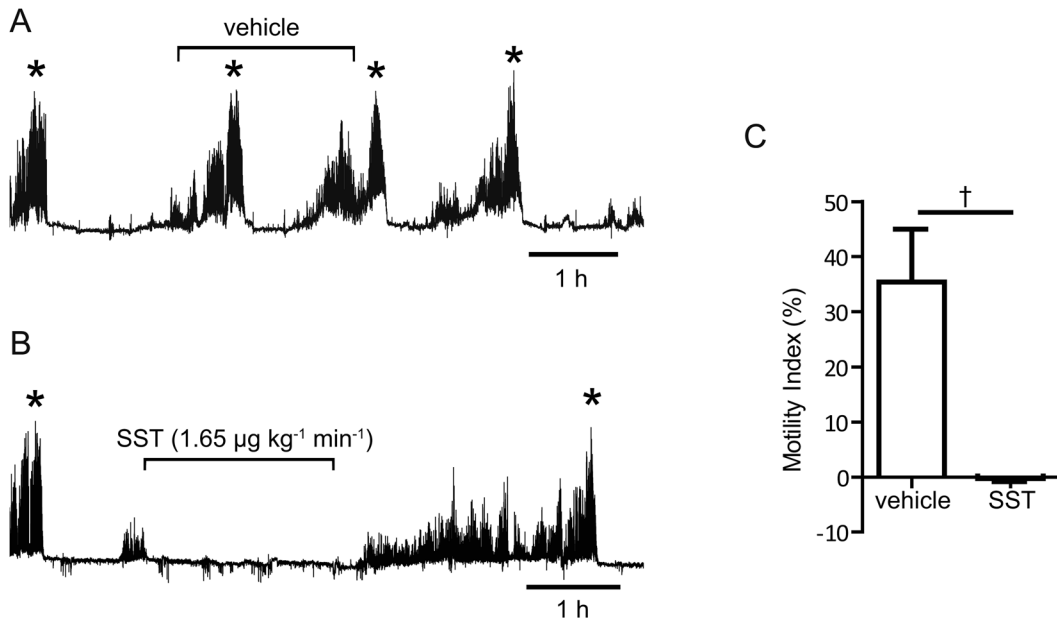 A
vehicle
* * * *
1 h
B
* *
SST (1.65 µg kg⁻¹ min⁻¹)
1 h
C
†
50
40
30
20
10
0
-10
Motility Index (%)
vehicle SST